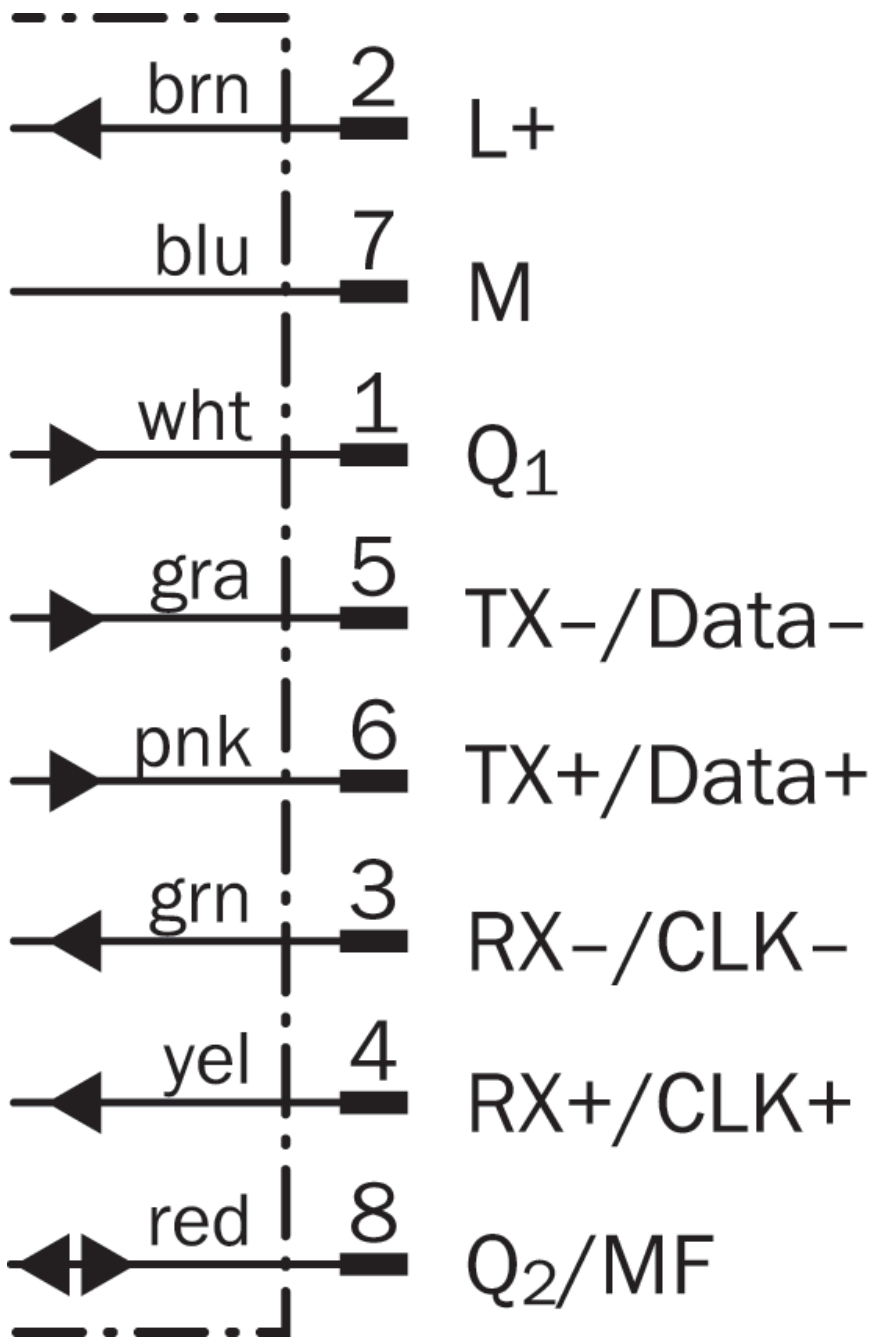 brn 2 L+
blu 7 M
wht 1 Q1
gra 5 TX–/Data–
pnk 6 TX+/Data+
grn 3 RX–/CLK–
yel 4 RX+/CLK+
red 8 Q2/MF